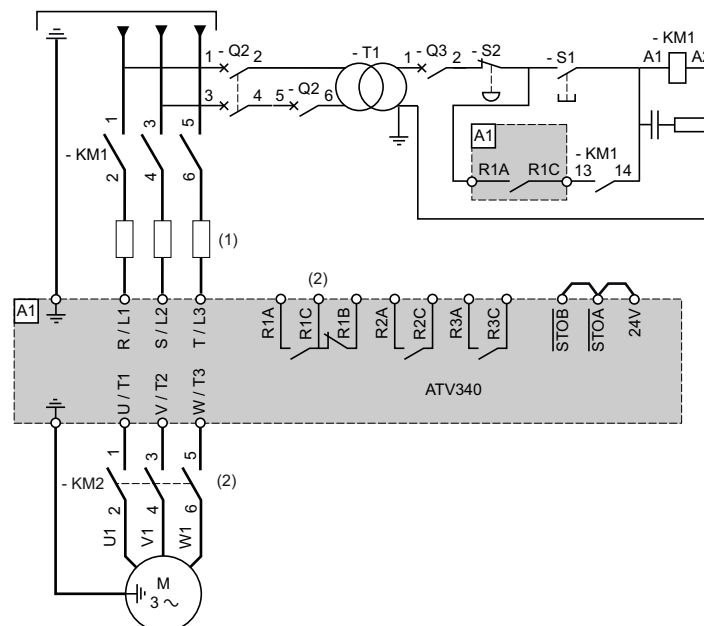 - KM1
1 - Q2 2
- T1
1 - Q3 2
- S2
- S1
A1 A2
3 4 5 - Q2 6
1 3 5
- KM1
2 4 6
A1
R1A R1C
- KM1
13 14
(1)
(2)
A1
R / L1
S / L2
T / L3
R1A
R1C
R1B
R2A
R2C
R3A
R3C
STOB
STOA
24V
ATV340
U / T1
V / T2
W / T3
1 3 5
- KM2
(2)
2 4 6
U1 V1 W1
M
3 ~